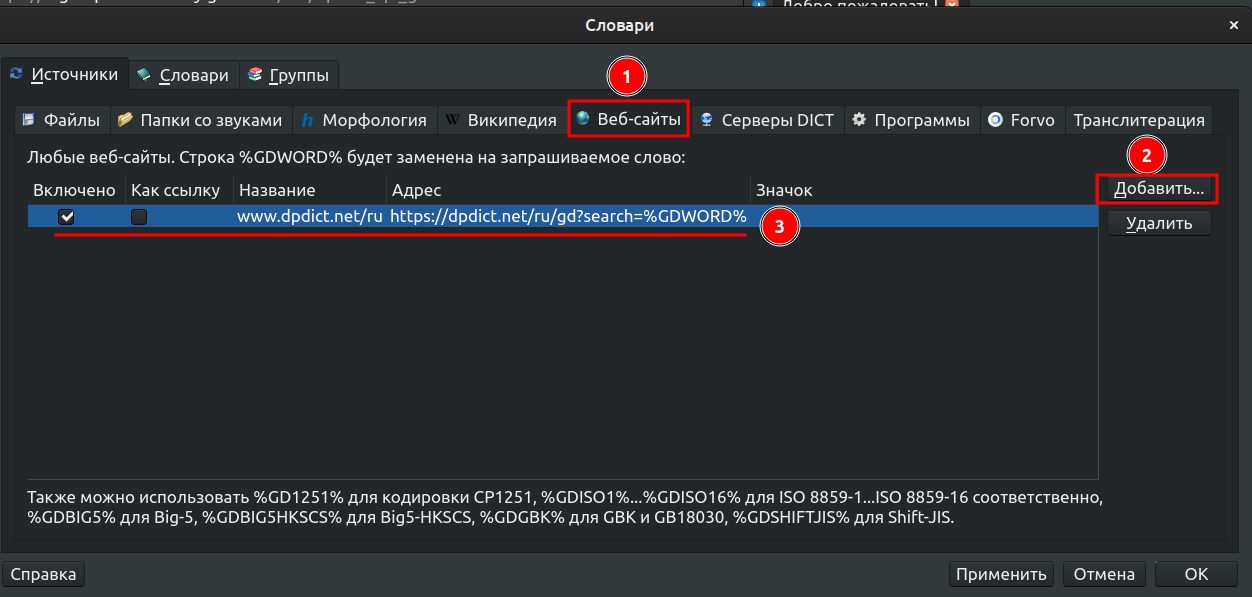 Добро пожаловать!
Словари
Источники Словари Группы
1
Файлы Папки со звуками Морфология Википедия Веб-сайты Серверы DICT Программы Forvo Транслитерация
Любые веб-сайты. Строка %GDWORD% будет заменена на запрашиваемое слово:
2
Включено Как ссылку Название Адрес Значок
Добавить...
www.dpdict.net/ru https://dpdict.net/ru/gd?search=%GDWORD%
3
Удалить
Также можно использовать %GD1251% для кодировки CP1251, %GDISO1%...%GDISO16% для ISO 8859-1...ISO 8859-16 соответственно,
%GDBIG5% для Big-5, %GDBIG5HKSCS% для Big5-HKSCS, %GDGBK% для GBK и GB18030, %GDSHIFTJIS% для Shift-JIS.
Справка Применить Отмена OK